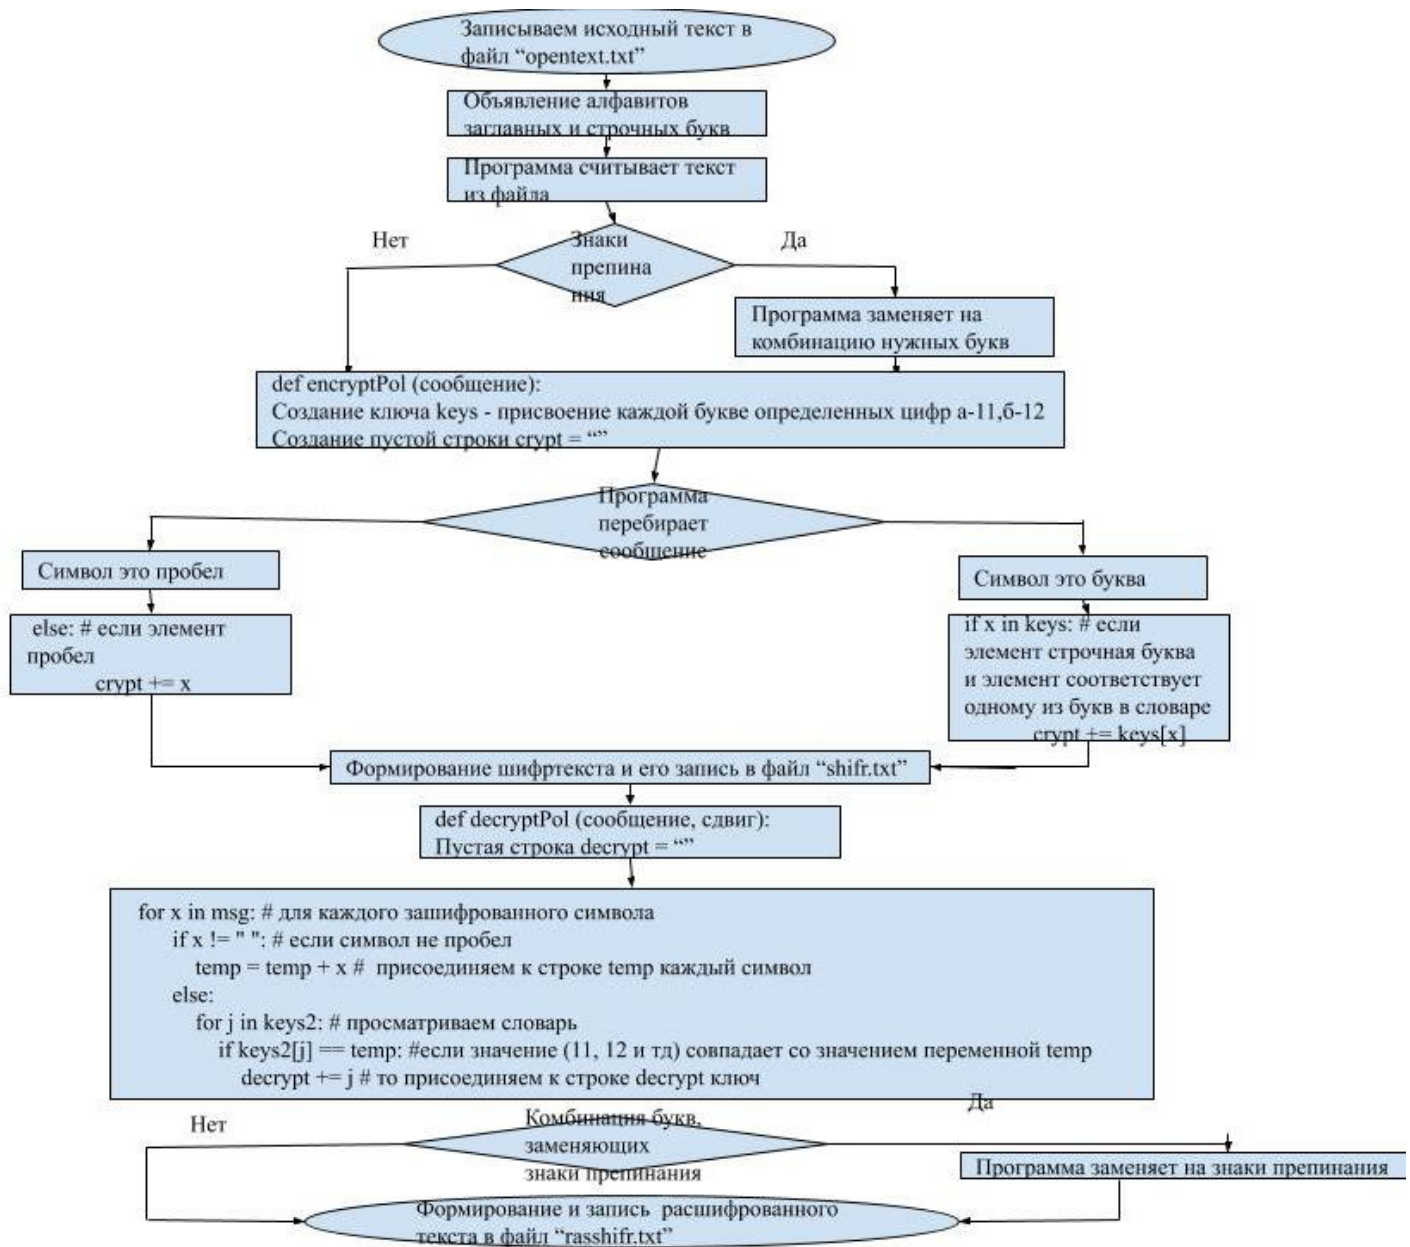 Записываем исходный текст в
файл “opentext.txt”
Объявление алфавитов
заглавных и строчных букв
Программа считывает текст
из файла
Нет
Знаки
препина
ния
Да
Программа заменяет на
комбинацию нужных букв
def encryptPol (сообщение):
Создание ключа keys - присвоение каждой букве определенных цифр а-11,б-12
Создание пустой строки crypt = “”
Программа
перебирает
сообщение
Символ это пробел
else: # если элемент
пробел
crypt += x
Символ это буква
if x in keys: # если
элемент строчная буква
и элемент соответствует
одному из букв в словаре
crypt += keys[x]
Формирование шифртекста и его запись в файл “shifr.txt”
def decryptPol (сообщение, сдвиг):
Пустая строка decrypt = “”
for x in msg: # для каждого зашифрованного символа
if x != " ": # если символ не пробел
temp = temp + x # присоединяем к строке temp каждый символ
else:
for j in keys2: # просматриваем словарь
if keys2[j] == temp: #если значение (11, 12 и тд) совпадает со значением переменной temp
decrypt += j # то присоединяем к строке decrypt ключ
Нет
Комбинация букв,
заменяющих
знаки препинания
Да
Программа заменяет на знаки препинания
Формирование и запись расшифрованного
текста в файл “rasshifr.txt”